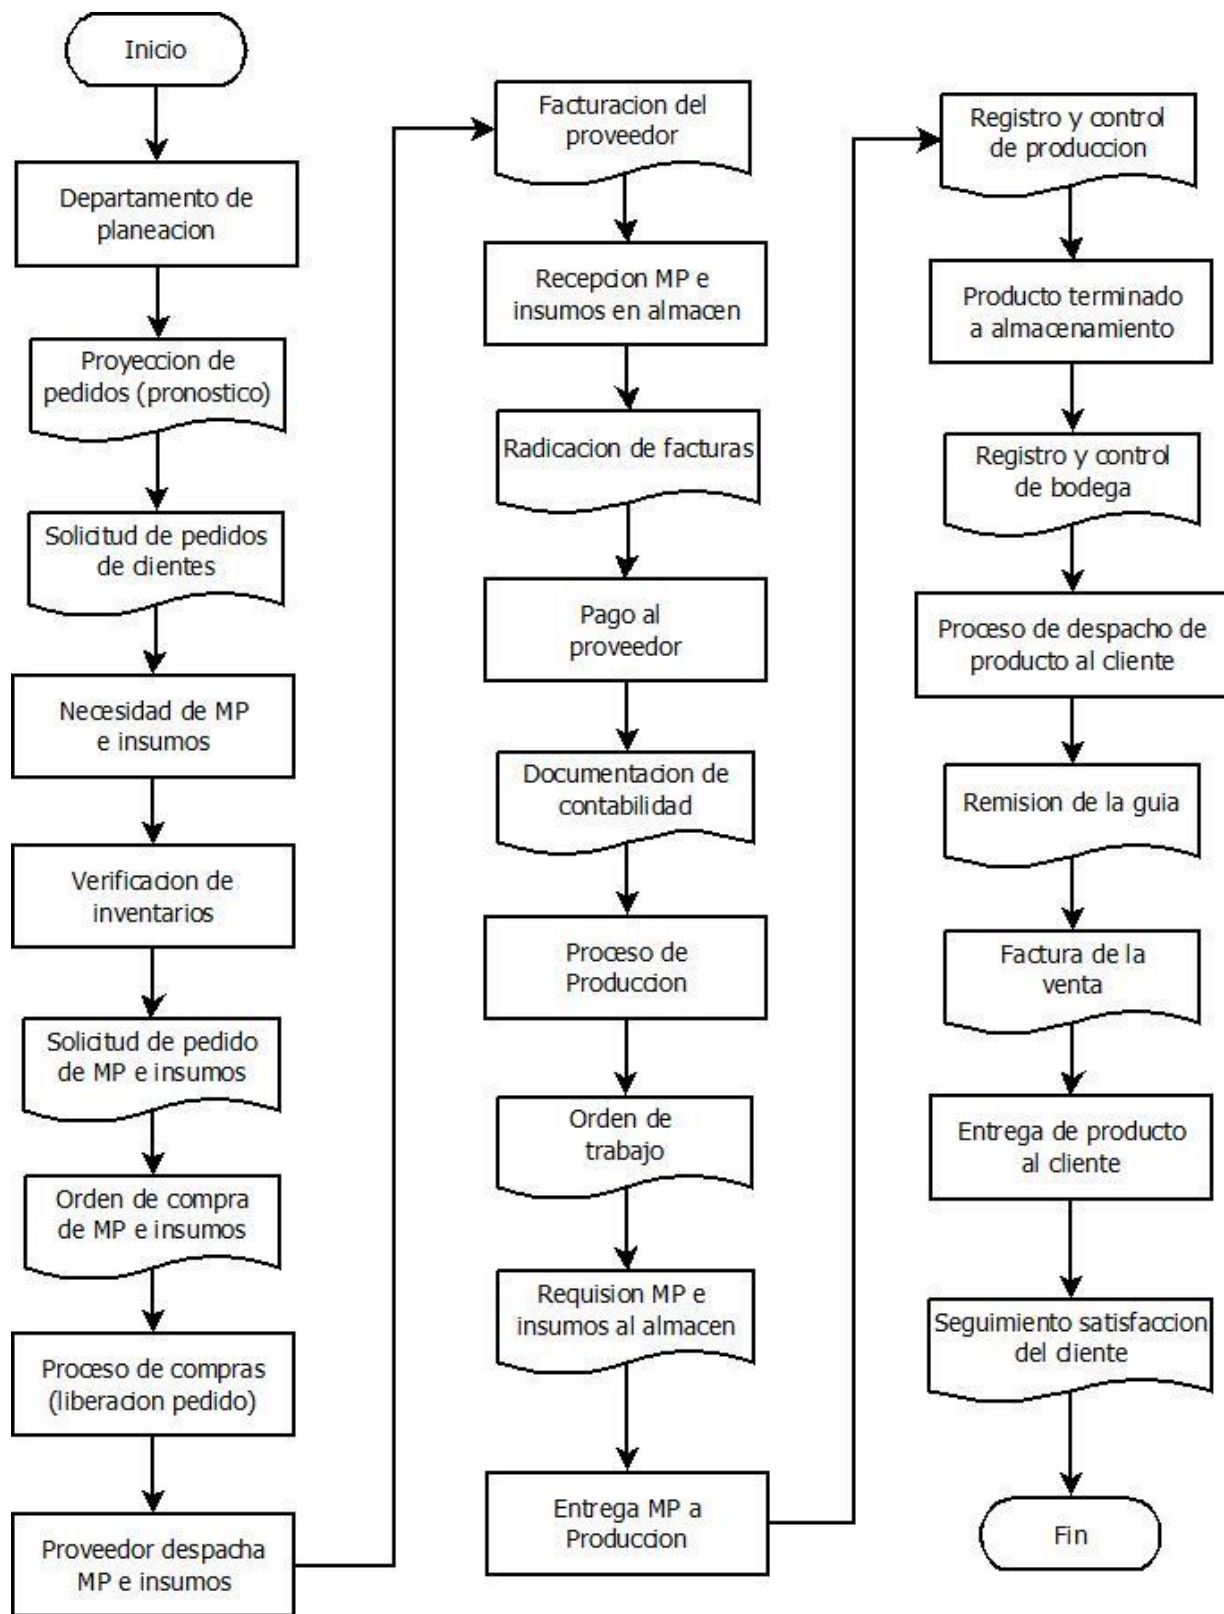 Inicio
Departamento de
planeacion
Proyeccion de
pedidos (pronostico)
Solicitud de pedidos
de clientes
Necesidad de MP
e insumos
Verificacion de
inventarios
Solicitud de pedido
de MP e insumos
Orden de compra
de MP e insumos
Proceso de compras
(liberacion pedido)
Proveedor despacha
MP e insumos
Facturacion del
proveedor
Recepcion MP e
insumos en almacen
Radicacion de facturas
Pago al
proveedor
Documentacion de
contabilidad
Proceso de
Produccion
Orden de
trabajo
Requision MP e
insumos al almacen
Entrega MP a
Produccion
Registro y control
de produccion
Producto terminado
a almacenamiento
Registro y control
de bodega
Proceso de despacho de
producto al cliente
Remision de la guia
Factura de la
venta
Entrega de producto
al cliente
Seguimiento satisfaccion
del cliente
Fin